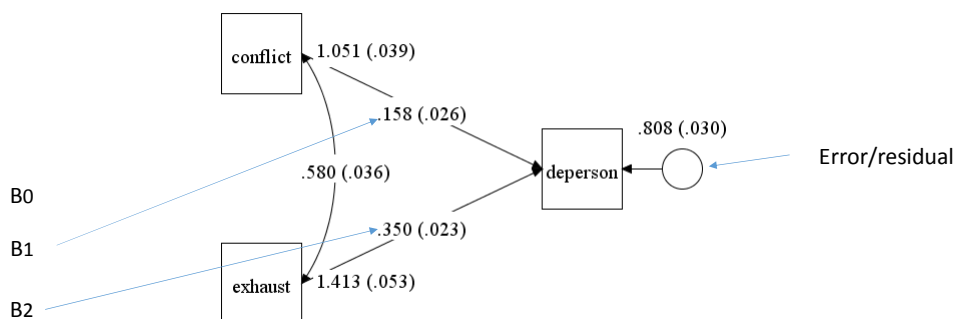 conflict
1.051 (.039)
.158 (.026)
.808 (.030)
Error/residual
.580 (.036)
deperson
B0
.350 (.023)
B1
exhaust
1.413 (.053)
B2